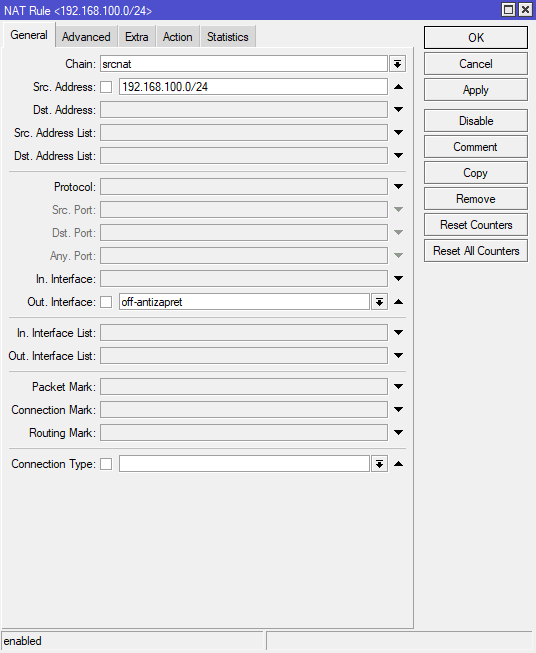 NAT Rule <192.168.100.0/24>
General Advanced Extra Action Statistics
Chain: srcnat
Src. Address: 192.168.100.0/24
Dst. Address:
Src. Address List:
Dst. Address List:
Protocol:
Src. Port:
Dst. Port:
Any. Port:
In. Interface:
Out. Interface: off-antizapret
In. Interface List:
Out. Interface List:
Packet Mark:
Connection Mark:
Routing Mark:
Connection Type:
OK
Cancel
Apply
Disable
Comment
Copy
Remove
Reset Counters
Reset All Counters
enabled